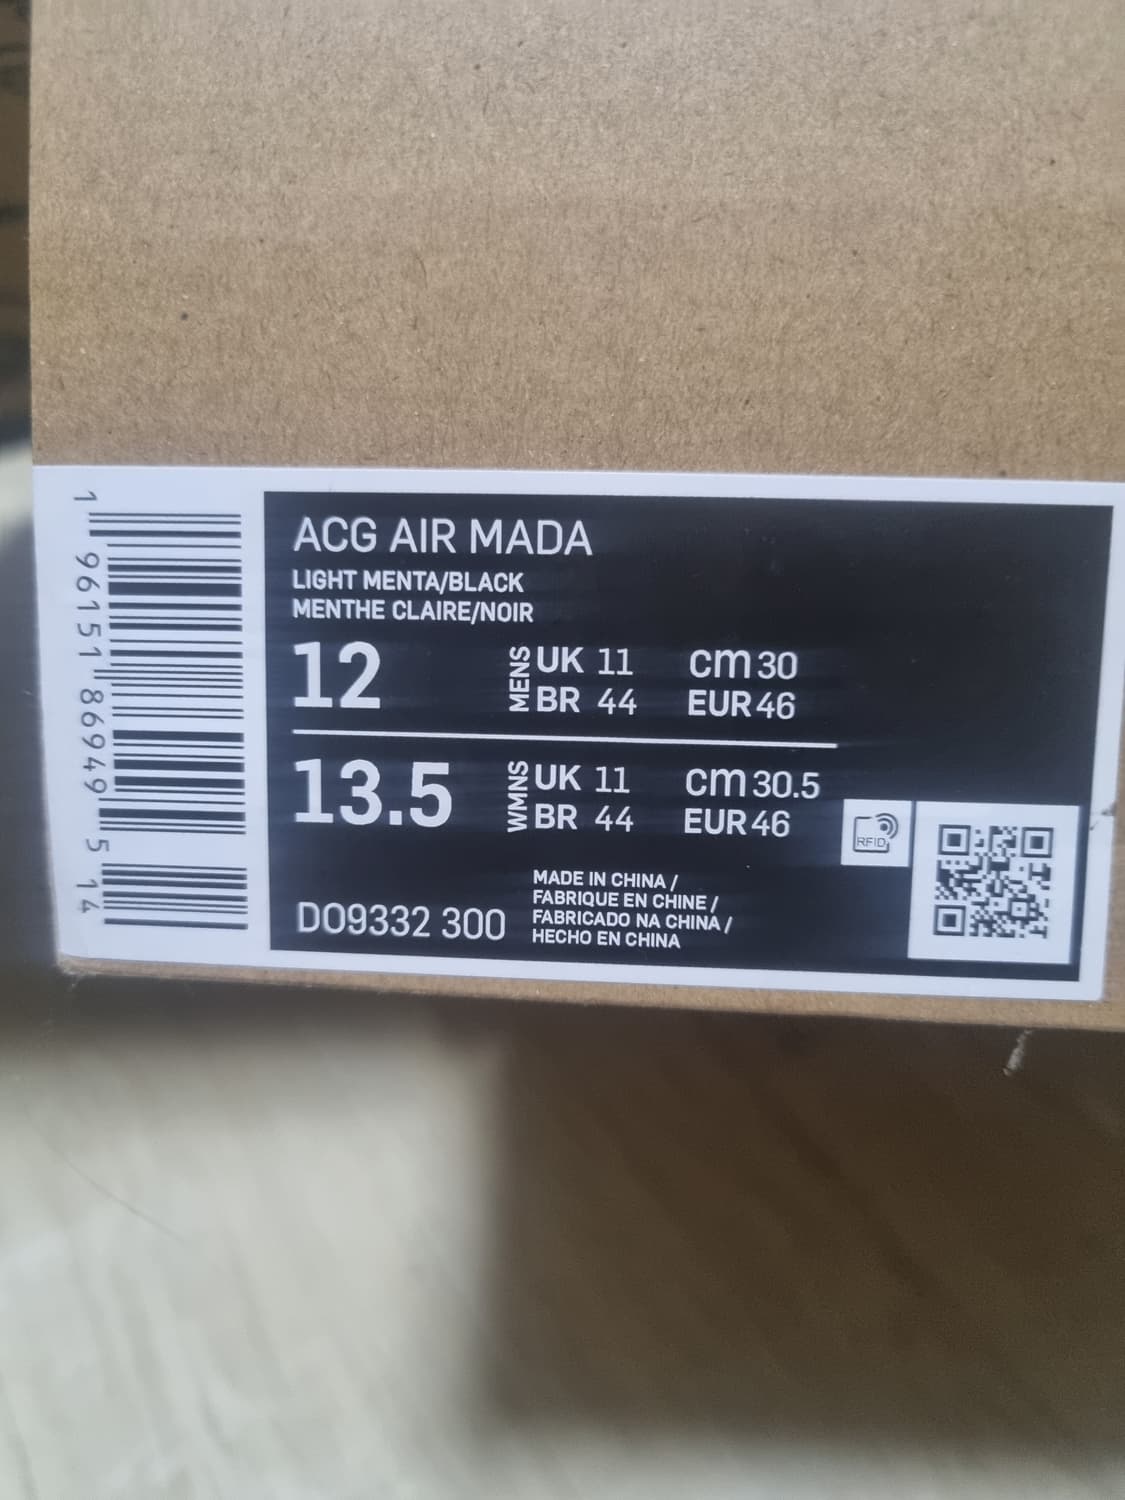 ACG AIR MADA
LIGHT MENTA/BLACK
MENTHE CLAIRE/NOIR
12 MENS UK 11 cm 30
BR 44 EUR 46
13.5 WMNS UK 11 cm 30.5
BR 44 EUR 46
RFID
DO9332 300
MADE IN CHINA /
FABRIQUE EN CHINE /
FABRICADO NA CHINA /
HECHO EN CHINA
1 96151 86949 5 14